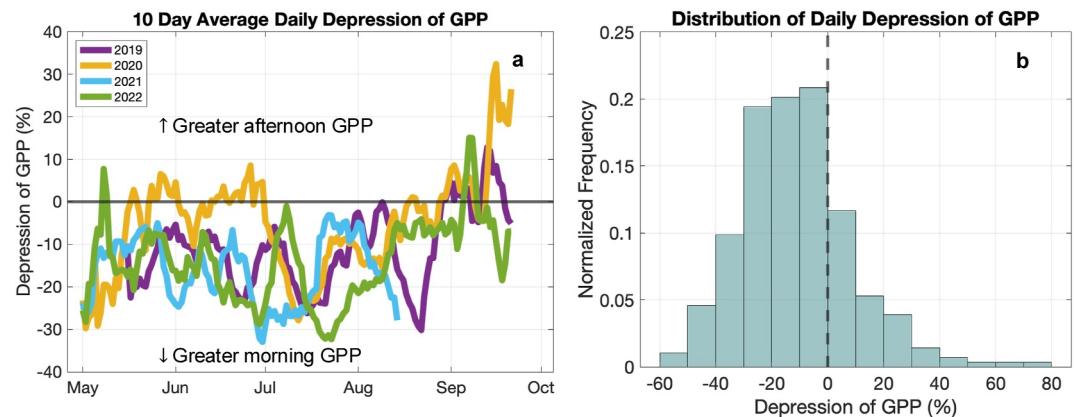 10 Day Average Daily Depression of GPP
a
2019
2020
2021
2022
↑ Greater afternoon GPP
↓ Greater morning GPP
Depression of GPP (%)
40
30
20
10
0
-10
-20
-30
-40
May
Jun
Jul
Aug
Sep
Oct
Distribution of Daily Depression of GPP
b
Normalized Frequency
0.25
0.2
0.15
0.1
0.05
0
-60
-40
-20
0
20
40
60
80
Depression of GPP (%)